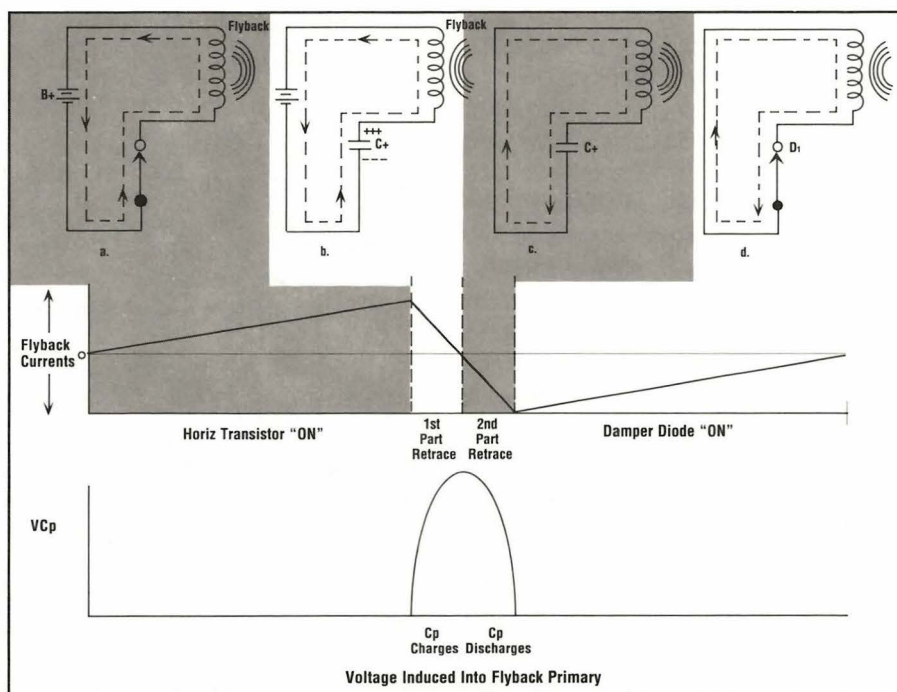 Flyback
Flyback
B+
+++
C+
----
C+
D1
a.
b.
c.
d.
Flyback
Currents
0
Horiz Transistor "ON"
1st
Part
Retrace
2nd
Part
Retrace
Damper Diode "ON"
VCp
Cp
Charges
Cp
Discharges
Voltage Induced Into Flyback Primary